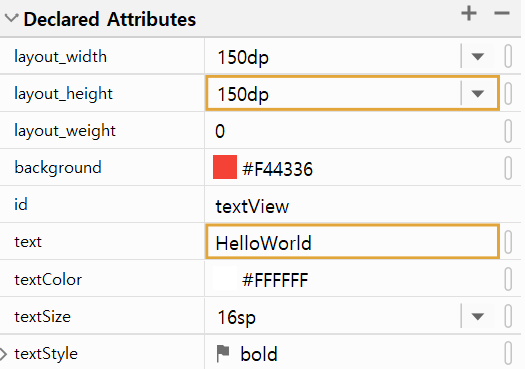 Declared Attributes
layout_width 150dp
layout_height 150dp
layout_weight 0
background #F44336
id textView
text HelloWorld
textColor #FFFFFF
textSize 16sp
textStyle bold